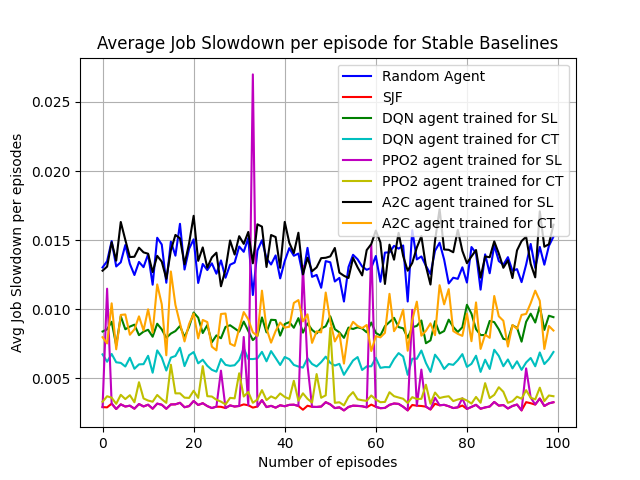 Average Job Slowdown per episode for Stable Baselines
Avg Job Slowdown per episodes
0.025
0.020
0.015
0.010
0.005
Random Agent
SJF
DQN agent trained for SL
DQN agent trained for CT
PPO2 agent trained for SL
PPO2 agent trained for CT
A2C agent trained for SL
A2C agent trained for CT
0
20
40
60
80
100
Number of episodes